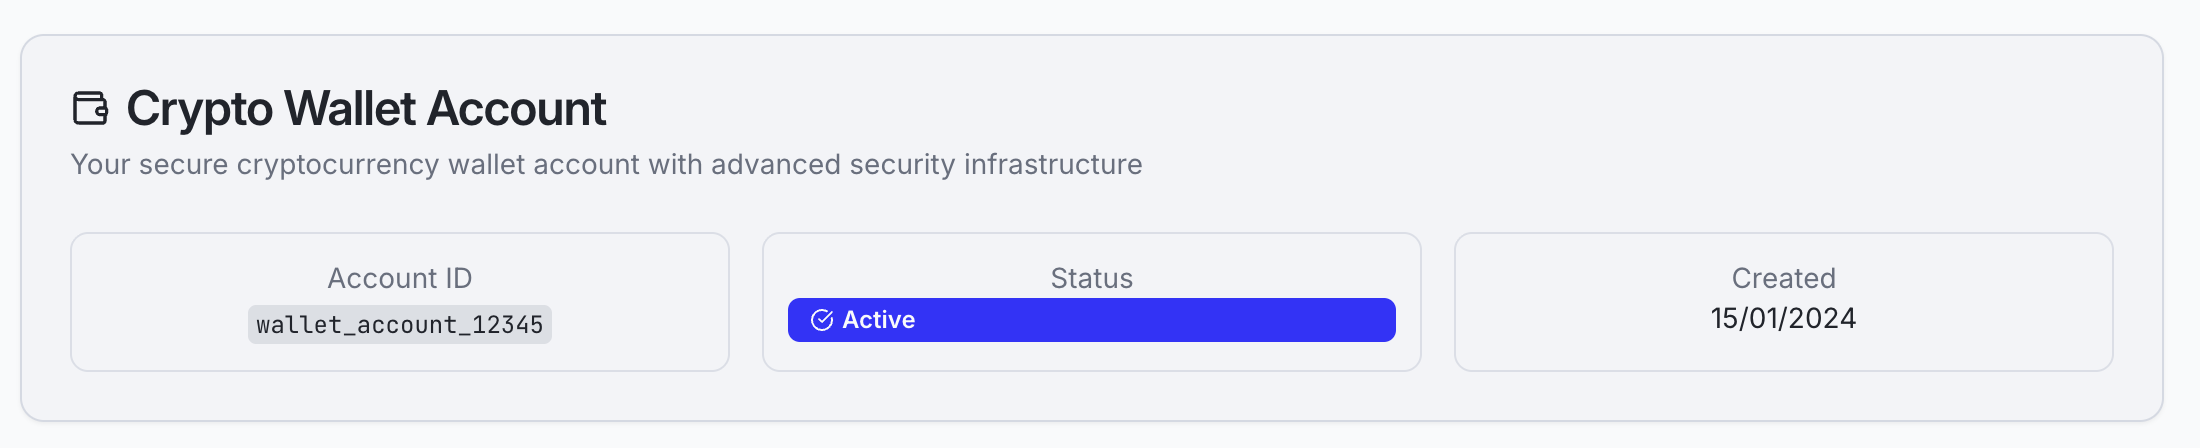 Crypto Wallet Account
Your secure cryptocurrency wallet account with advanced security infrastructure
Account ID
wallet_account_12345
Status
Active
Created
15/01/2024